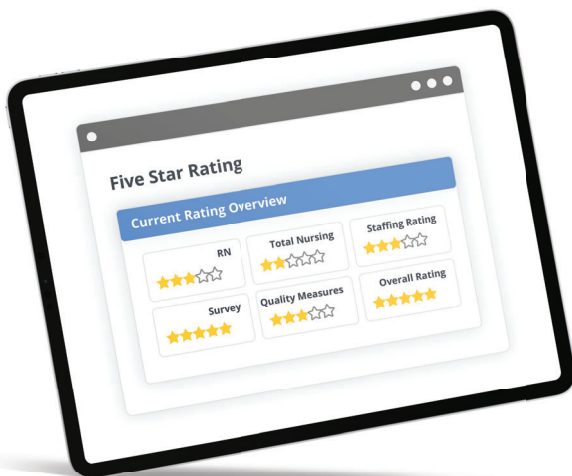 Five Star Rating
Current Rating Overview
RN
Total Nursing
Staffing Rating
Survey
Quality Measures
Overall Rating